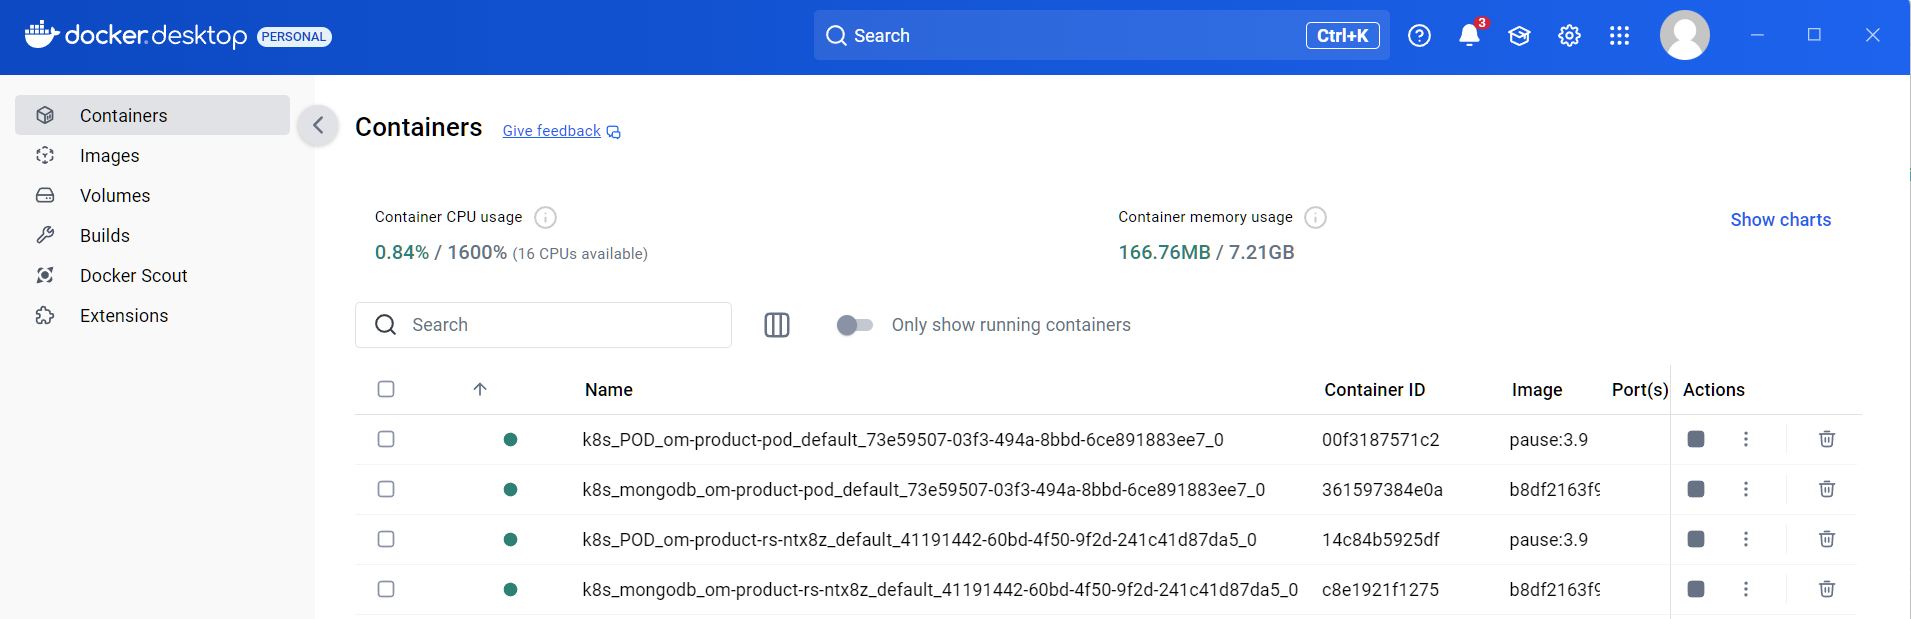 docker.desktop PERSONAL
Search Ctrl+K
3
Containers
Images
Volumes
Builds
Docker Scout
Extensions
Containers Give feedback
Container CPU usage
0.84% / 1600% (16 CPUs available)
Container memory usage
166.76MB / 7.21GB
Show charts
Search
Only show running containers
Name Container ID Image Port(s) Actions
k8s_POD_om-product-pod_default_73e59507-03f3-494a-8bbd-6ce891883ee7_0 00f3187571c2 pause:3.9
k8s_mongodb_om-product-pod_default_73e59507-03f3-494a-8bbd-6ce891883ee7_0 361597384e0a b8df2163f9
k8s_POD_om-product-rs-ntx8z_default_41191442-60bd-4f50-9f2d-241c41d87da5_0 14c84b5925df pause:3.9
k8s_mongodb_om-product-rs-ntx8z_default_41191442-60bd-4f50-9f2d-241c41d87da5_0 c8e1921f1275 b8df2163f9